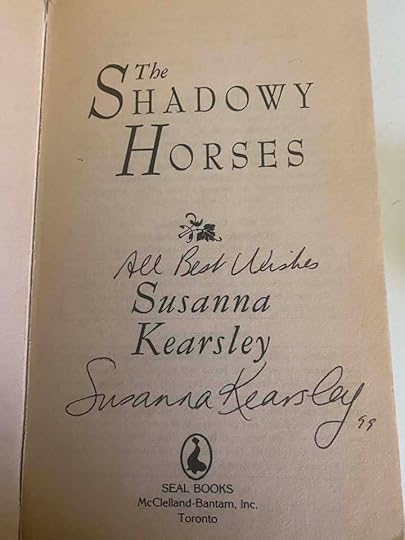 The
SHADOWY
HORSES
All Best Wishes
Susanna
Kearsley
Susanna Kearsley
99
SEAL BOOKS
McClelland-Bantam, Inc.
Toronto